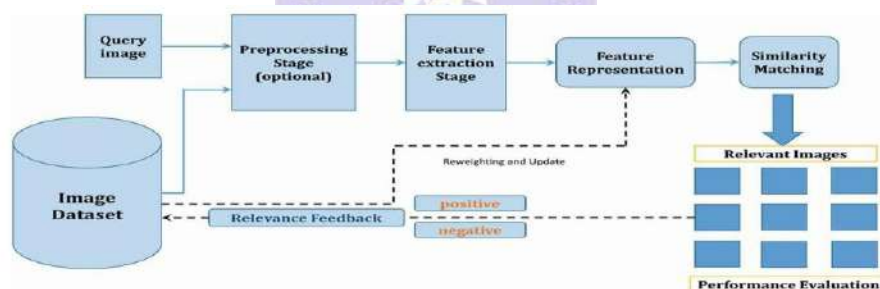 Query
image
Preprocessing
Stage
(optional)
Feature
extraction
Stage
Feature
Representation
Similarity
Matching
Image
Dataset
Reweighting and Update
Relevant Images
positive
Relevance Feedback
negative
Performance Evaluation